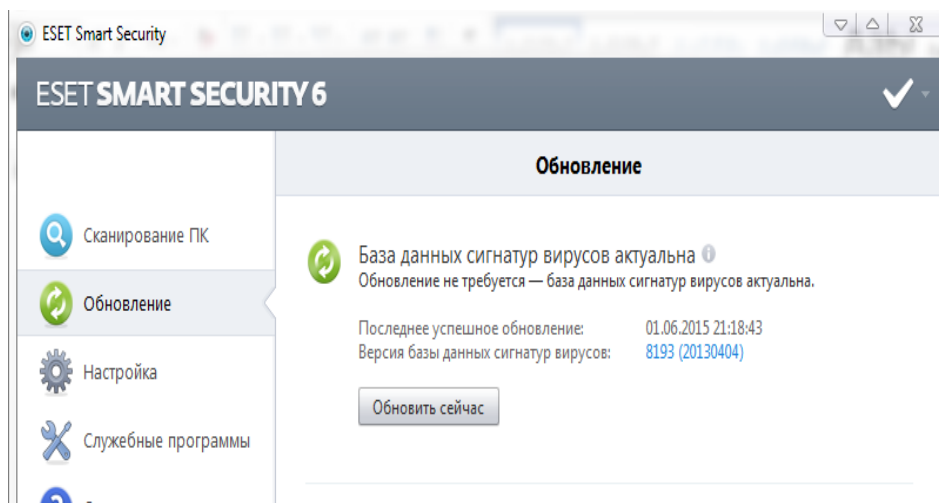 ESET Smart Security
ESET SMART SECURITY 6
Обновление
Сканирование ПК
Обновление
Настройка
Служебные программы
База данных сигнатур вирусов актуальна
Обновление не требуется — база данных сигнатур вирусов актуальна.
Последнее успешное обновление: 01.06.2015 21:18:43
Версия базы данных сигнатур вирусов: 8193 (20130404)
Обновить сейчас